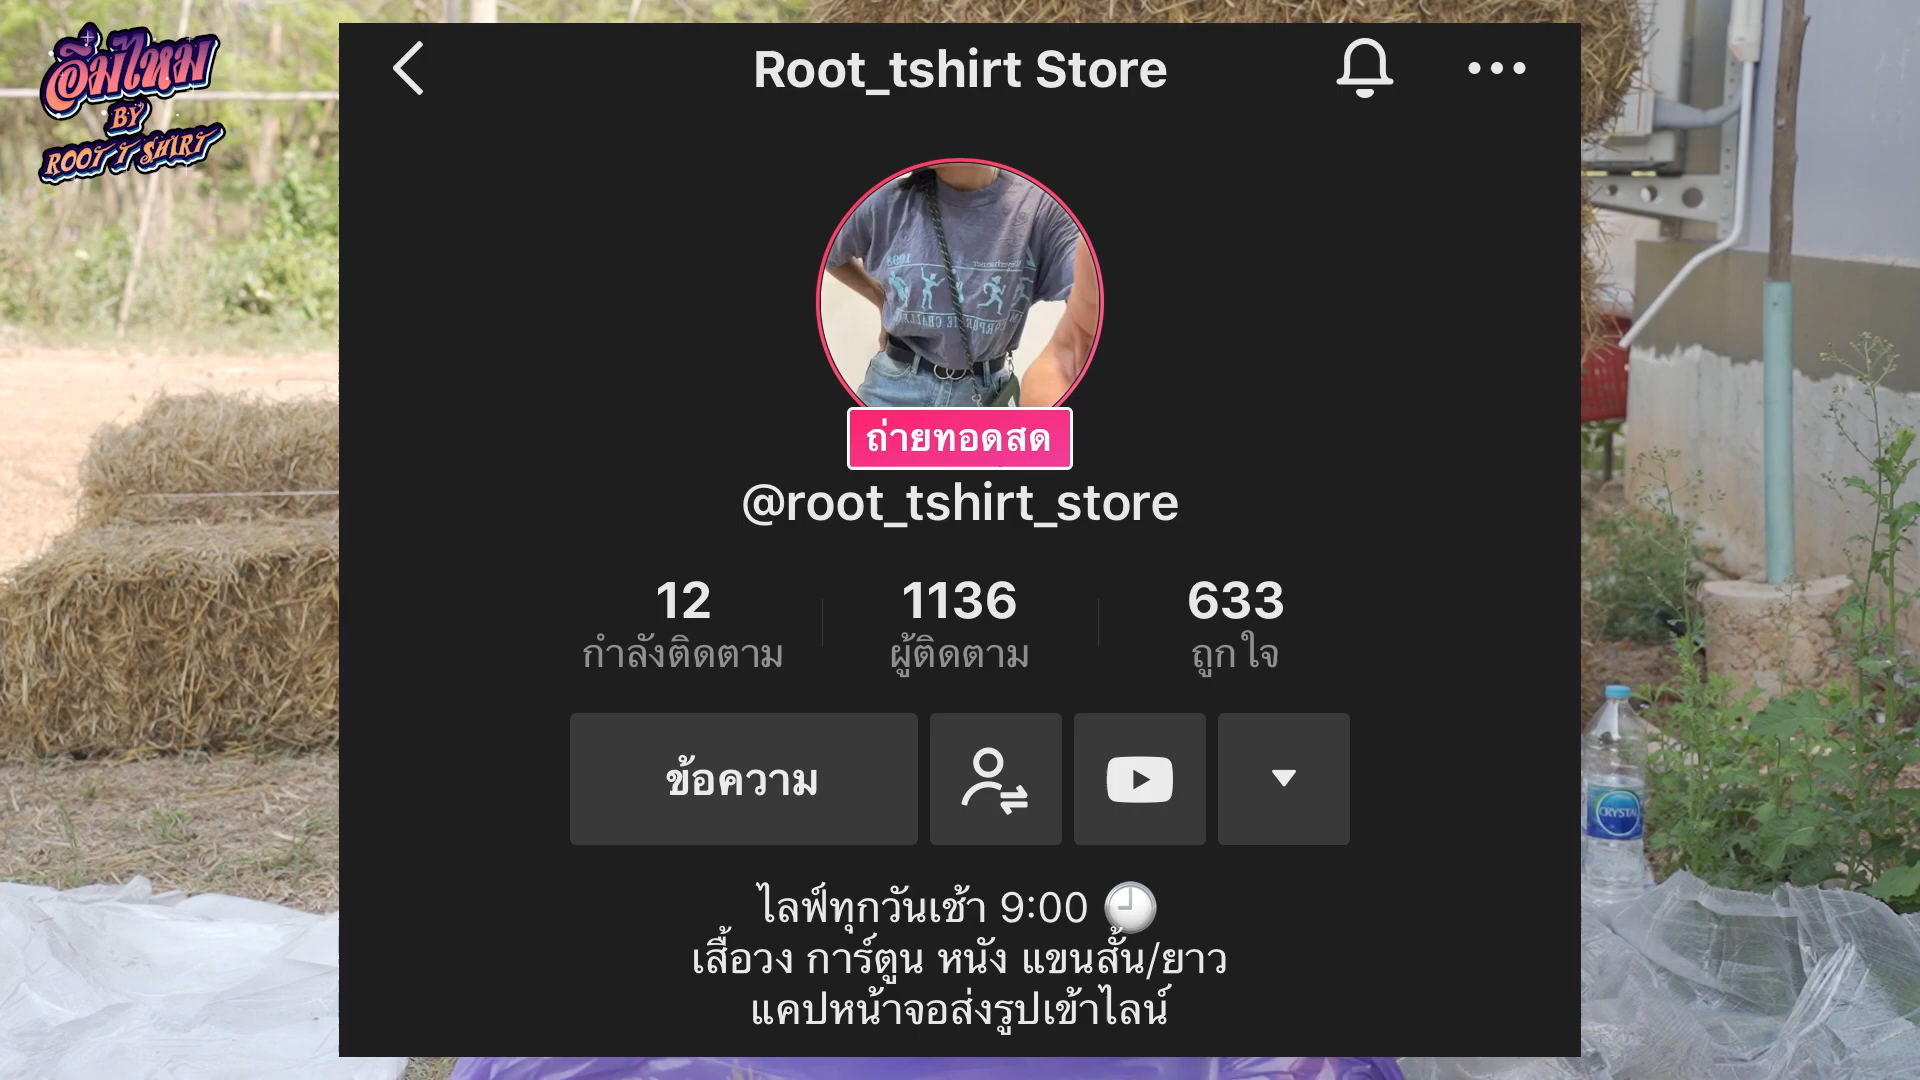 อิ่มไหม
BY
ROOT T SHIRT
Root_tshirt Store
1998
ถ่ายทอดสด
@root_tshirt_store
12
1136
633
กำลังติดตาม
ผู้ติดตาม
ถูกใจ
ข้อความ
CRYSTAL
ไลฟ์ทุกวันเช้า 9:00
เสื้อวง การ์ตูน หนัง แขนสั้น/ยาว
แคปหน้าจอส่งรูปเข้าไลน์